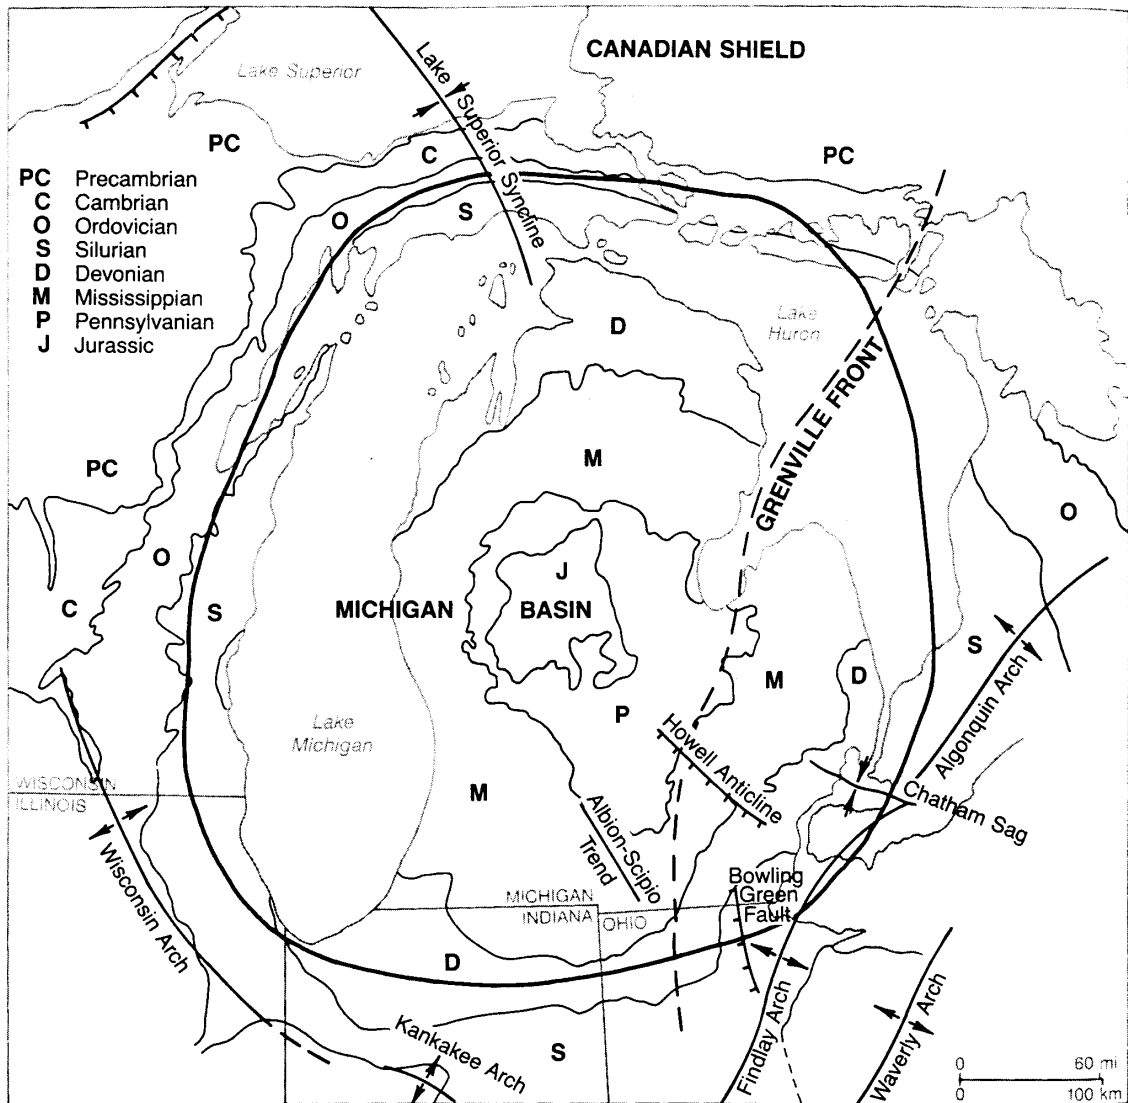 CANADIAN SHIELD
Lake Superior
Lake Superior Syncline
PC
C
PC
PC Precambrian
C Cambrian
O Ordovician
S Silurian
D Devonian
M Mississippian
P Pennsylvanian
J Jurassic
O
S
D
Lake
Huron
GRENVILLE FRONT
PC
M
O
O
J
C
S
MICHIGAN BASIN
S
M
D
P
Lake
Michigan
Howell Anticline
Algonquin Arch
WISCONSIN
ILLINOIS
M
Albion-Scipio
Trend
Chatham Sag
Wisconsin Arch
Bowling
Green
Fault
MICHIGAN
INDIANA
OHIO
D
Kankakee Arch
S
Findlay Arch
Waverly Arch
0 60 mi
0 100 km